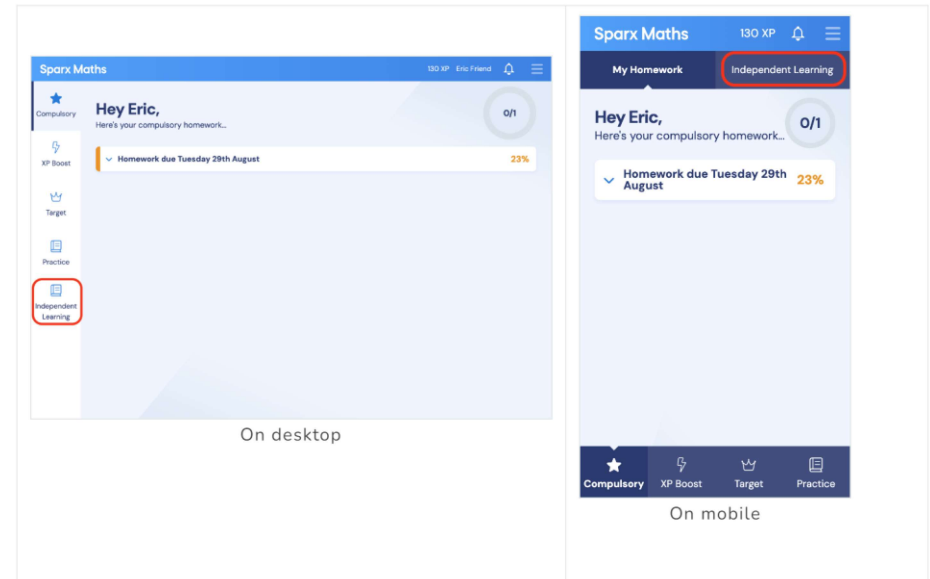 Sparx Maths
130 XP Eric Friend
Compulsory
XP Boost
Target
Practice
Independent
Learning
Hey Eric,
Here's your compulsory homework...
0/1
Homework due Tuesday 29th August
23%
On desktop
Sparx Maths
130 XP
My Homework
Independent Learning
Hey Eric,
Here's your compulsory homework...
0/1
Homework due Tuesday 29th
August
23%
Compulsory
XP Boost
Target
Practice
On mobile